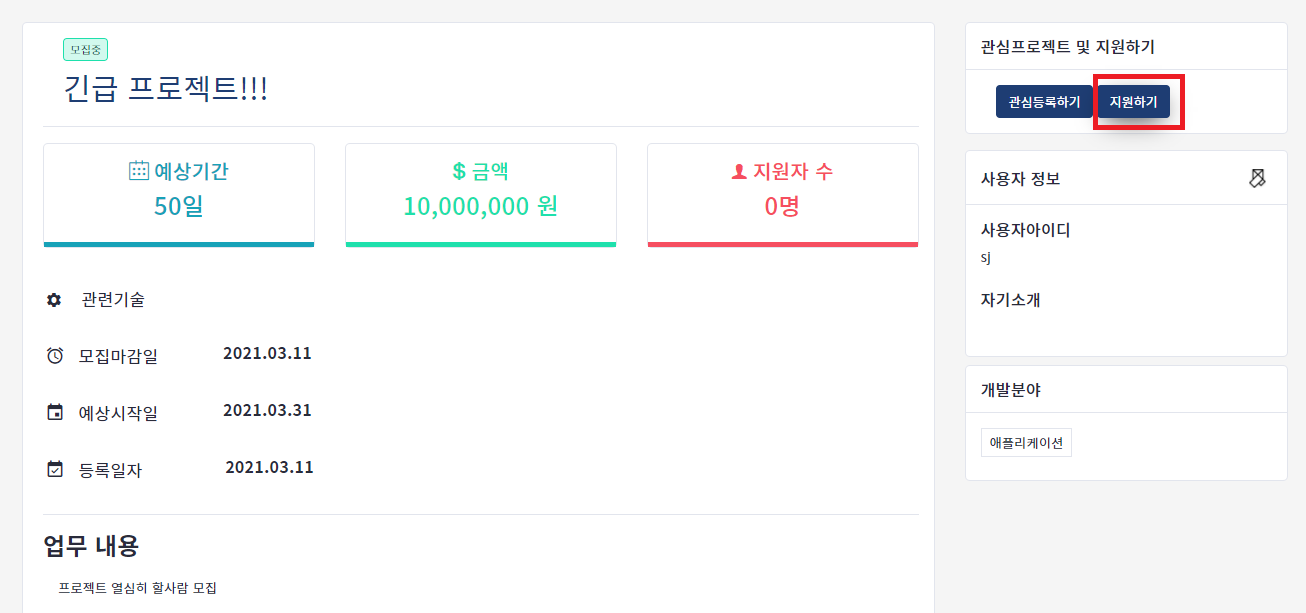 모집중
긴급 프로젝트!!!
예상기간
50일
$ 금액
10,000,000 원
지원자 수
0명
관련기술
모집마감일 2021.03.11
예상시작일 2021.03.31
등록일자 2021.03.11
업무 내용
프로젝트 열심히 할사람 모집
관심프로젝트 및 지원하기
관심등록하기 지원하기
사용자 정보
사용자아이디
sj
자기소개
개발분야
애플리케이션